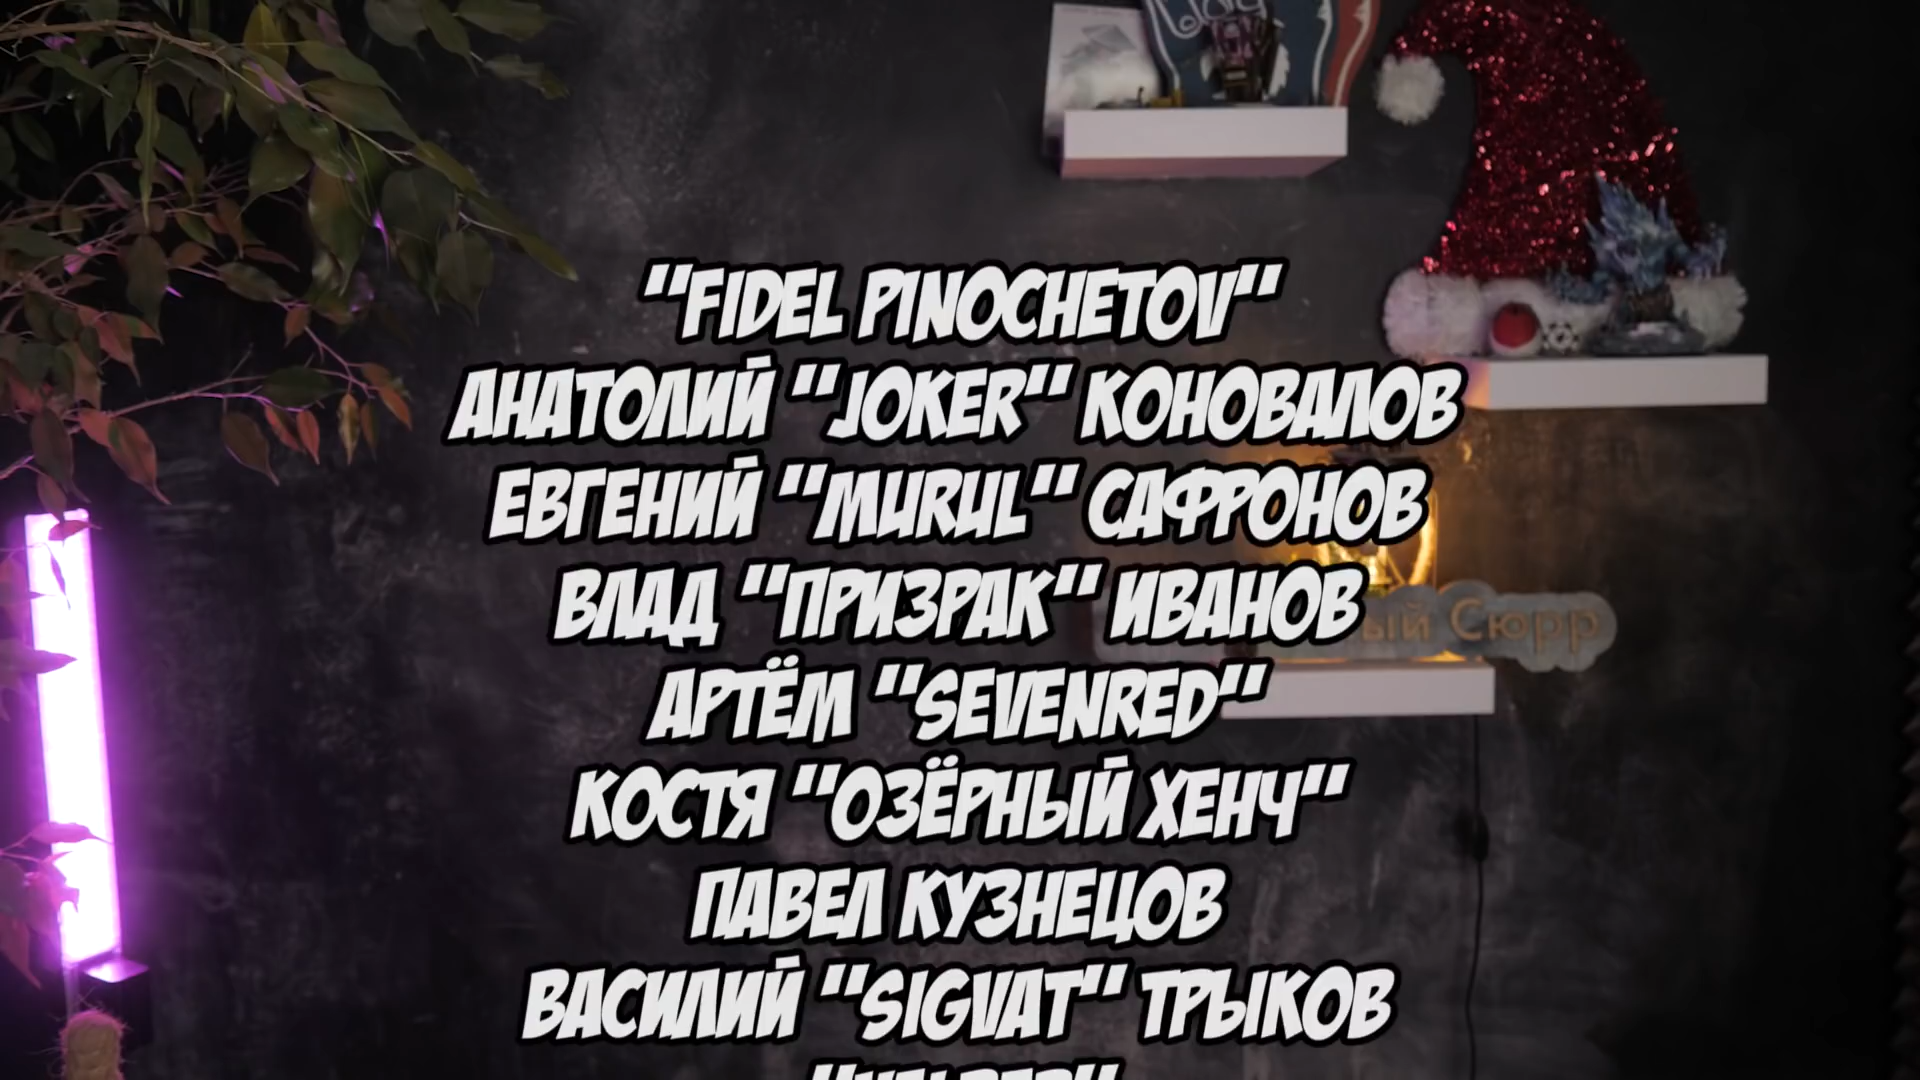 "FIDEL PINOCHETOV"
АНАТОЛИЙ "JOKER" КОНОВАЛОВ
ЕВГЕНИЙ "MURUL" САФРОНОВ
ВЛАД "ПРИЗРАК" ИВАНОВ
ый Сюрр
АРТЁМ "SEVENRED"
КОСТЯ "ОЗЁРНЫЙ ХЕНЧ"
ПАВЕЛ КУЗНЕЦОВ
ВАСИЛИЙ "SIGVAT" ТРЫКОВ